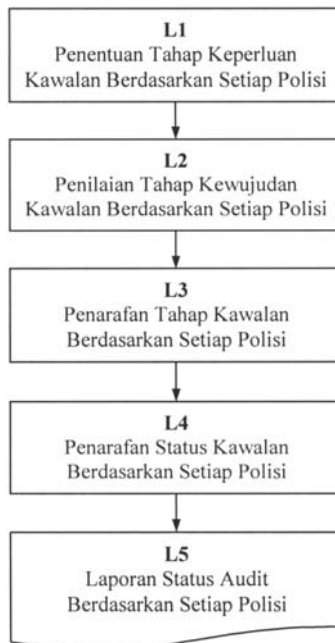 L1
Penentuan Tahap Keperluan
Kawalan Berdasarkan Setiap Polisi
L2
Penilaian Tahap Kewujudan
Kawalan Berdasarkan Setiap Polisi
L3
Penarafan Tahap Kawalan
Berdasarkan Setiap Polisi
L4
Penarafan Status Kawalan
Berdasarkan Setiap Polisi
L5
Laporan Status Audit
Berdasarkan Setiap Polisi